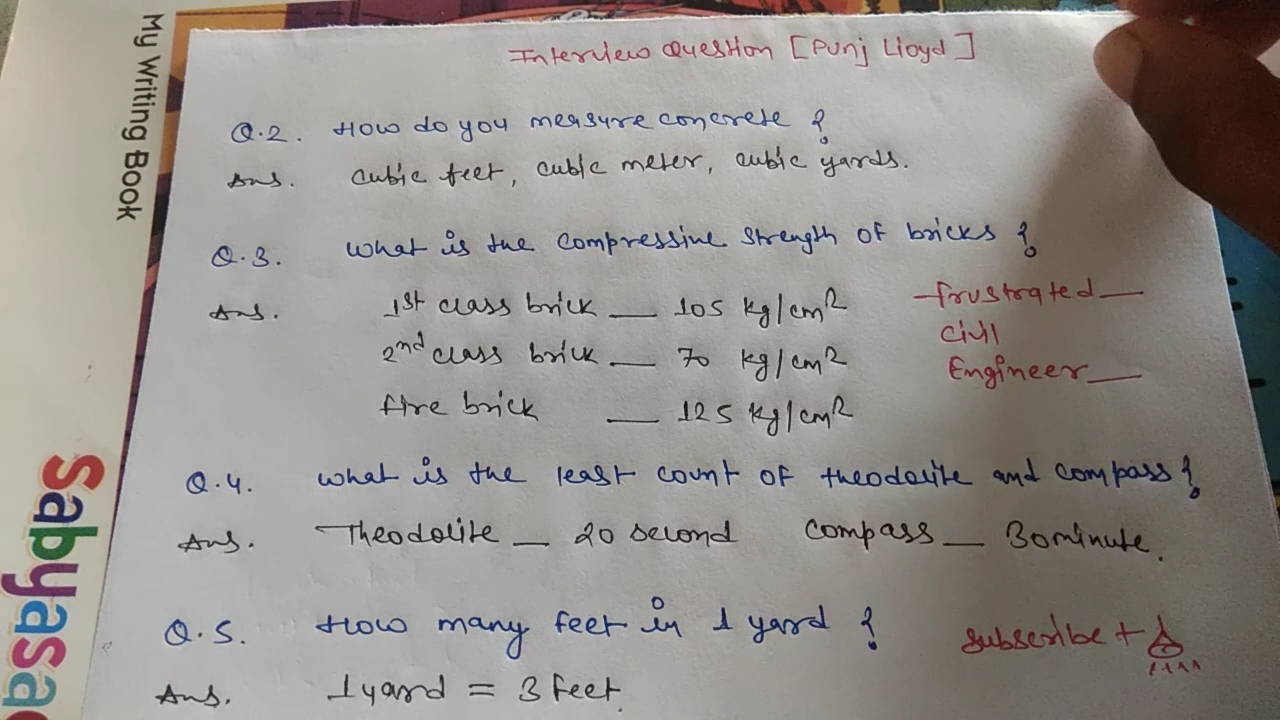 My Writing Book
Sabyasa
Interview Question [Punj Lloyd]
Q.2. How do you measure concrete ?
Ans. cubic feet, cubic meter, cubic yards.
Q.3. What is the compressive strength of bricks ?
Ans. 1st class brick — 105 kg/cm²
2nd class brick — 70 kg/cm²
fire brick — 125 kg/cm²
—frustrated—
Civil
Engineer—
Q.4. What is the least count of theodolite and compass ?
Ans. Theodolite — 20 second compass — 30 minute.
Q.5. How many feet in 1 yard ?
Ans. 1 yard = 3 feet.
subscribe +